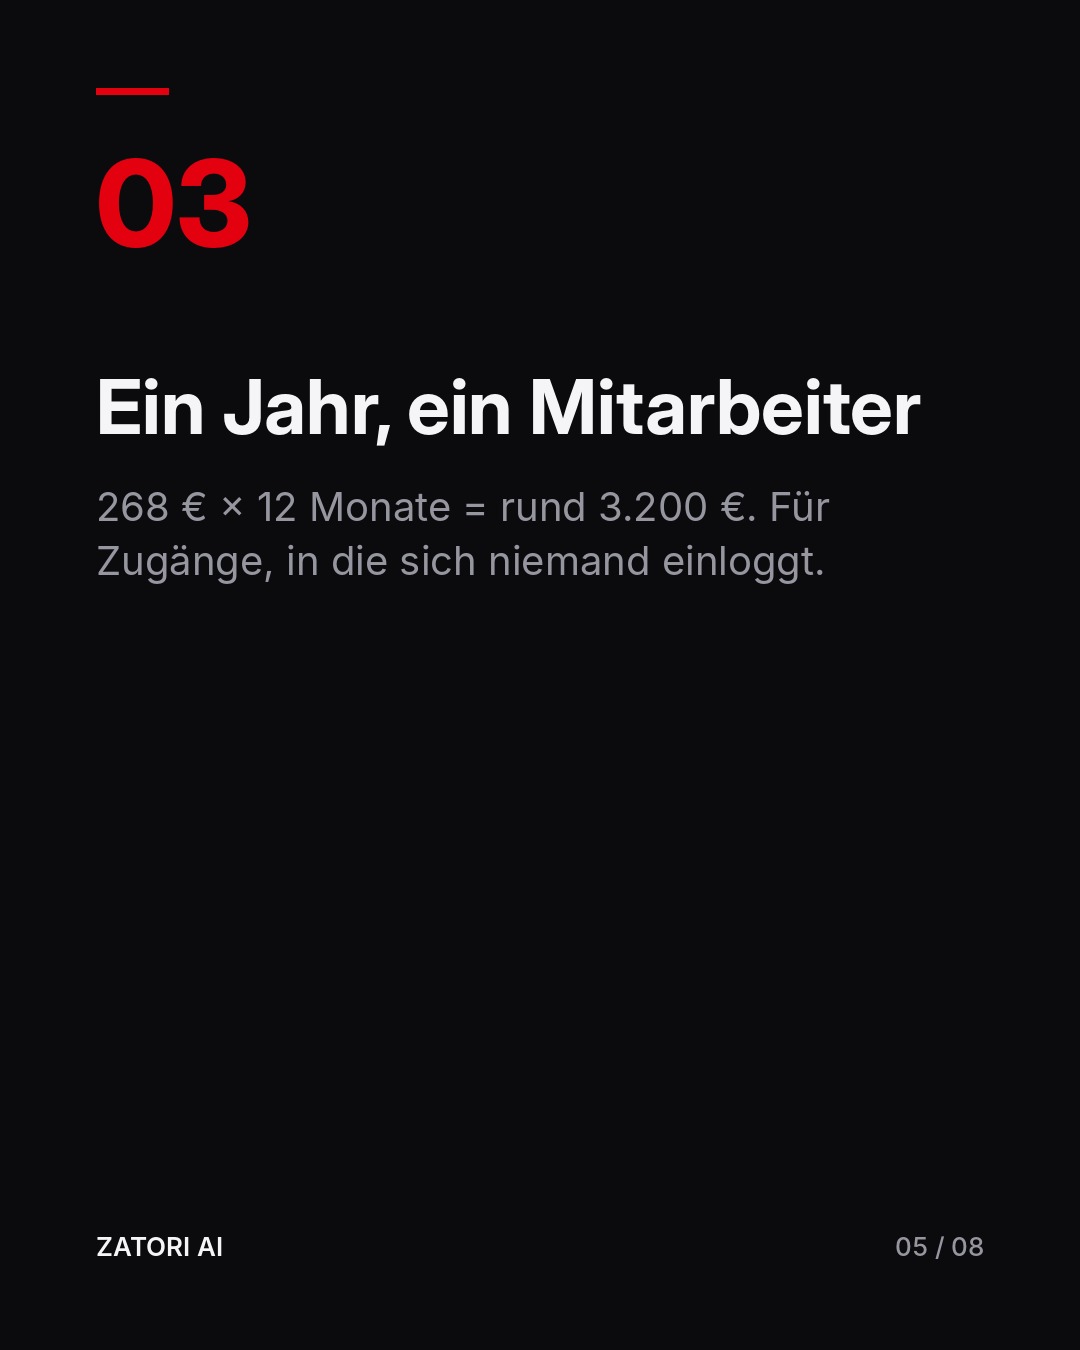 03
Ein Jahr, ein Mitarbeiter
268 € × 12 Monate = rund 3.200 €. Für
Zugänge, in die sich niemand einloggt.
ZATORI AI
05 / 08